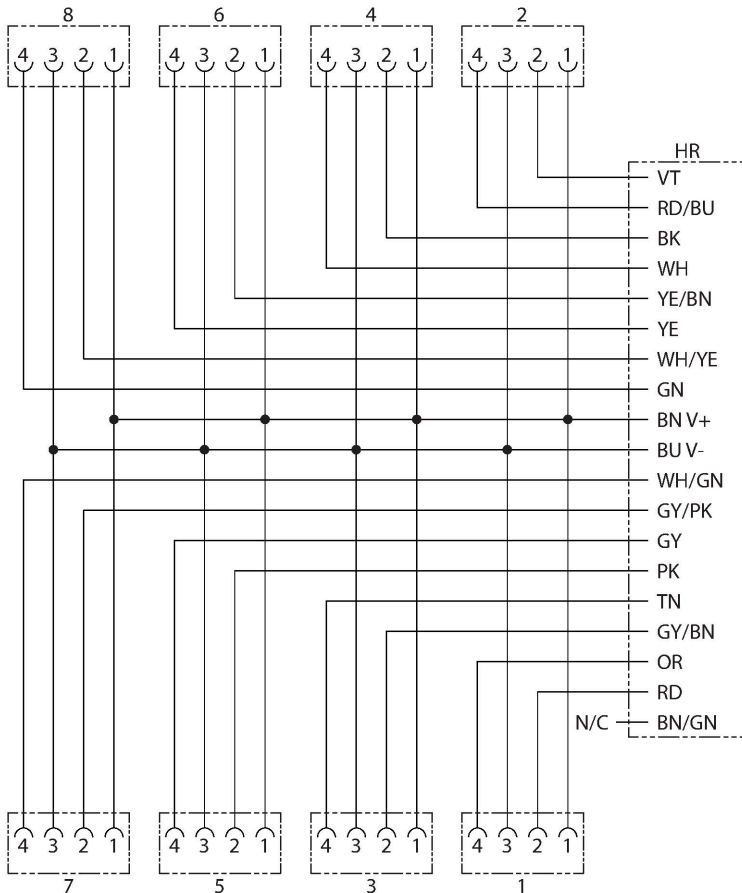 8 6 4 2
4 3 2 1 4 3 2 1 4 3 2 1 4 3 2 1
HR
VT
RD/BU
BK
WH
YE/BN
YE
WH/YE
GN
BN V+
BU V-
WH/GN
GY/PK
GY
PK
TN
GY/BN
OR
RD
N/C BN/GN
4 3 2 1 4 3 2 1 4 3 2 1 4 3 2 1
7 5 3 1